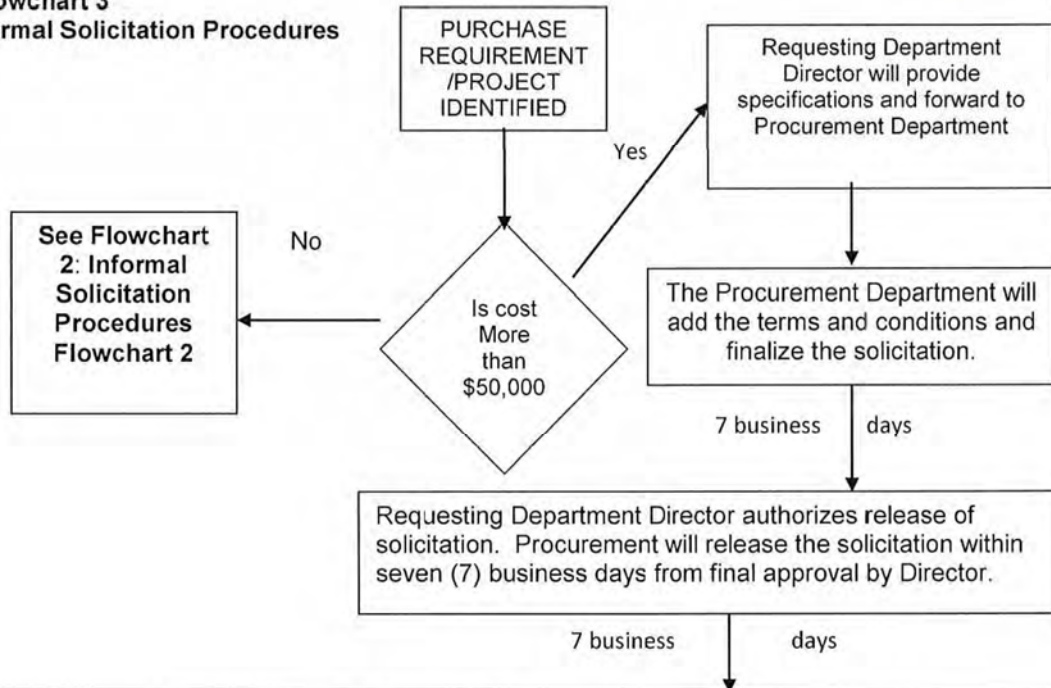 rmal Solicitation Procedures
PURCHASE
REQUIREMENT
/PROJECT
IDENTIFIED
Requesting Department
Director will provide
specifications and forward to
Procurement Department
Yes
See Flowchart
2: Informal
Solicitation
Procedures
Flowchart 2
No
Is cost
More
than
$50,000
The Procurement Department will
add the terms and conditions and
finalize the solicitation.
7 business days
Requesting Department Director authorizes release of
solicitation. Procurement will release the solicitation within
seven (7) business days from final approval by Director.
7 business days